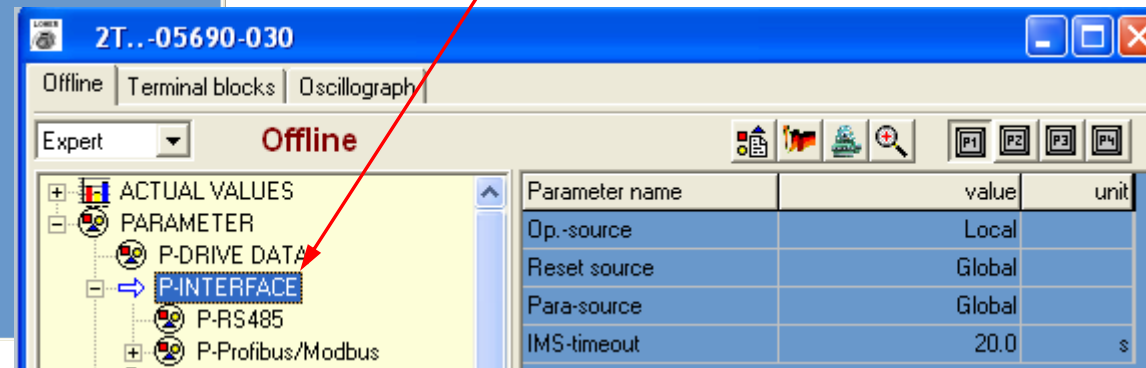 LOHER
2T..-05690-030
Offline Terminal blocks Oscillograph
Expert Offline P1 P2 P3 P4
ACTUAL VALUES
PARAMETER
P-DRIVE DATA
P-INTERFACE
P-RS485
P-Profibus/Modbus
Parameter name value unit
Op.-source Local
Reset source Global
Para-source Global
IMS-timeout 20.0 s